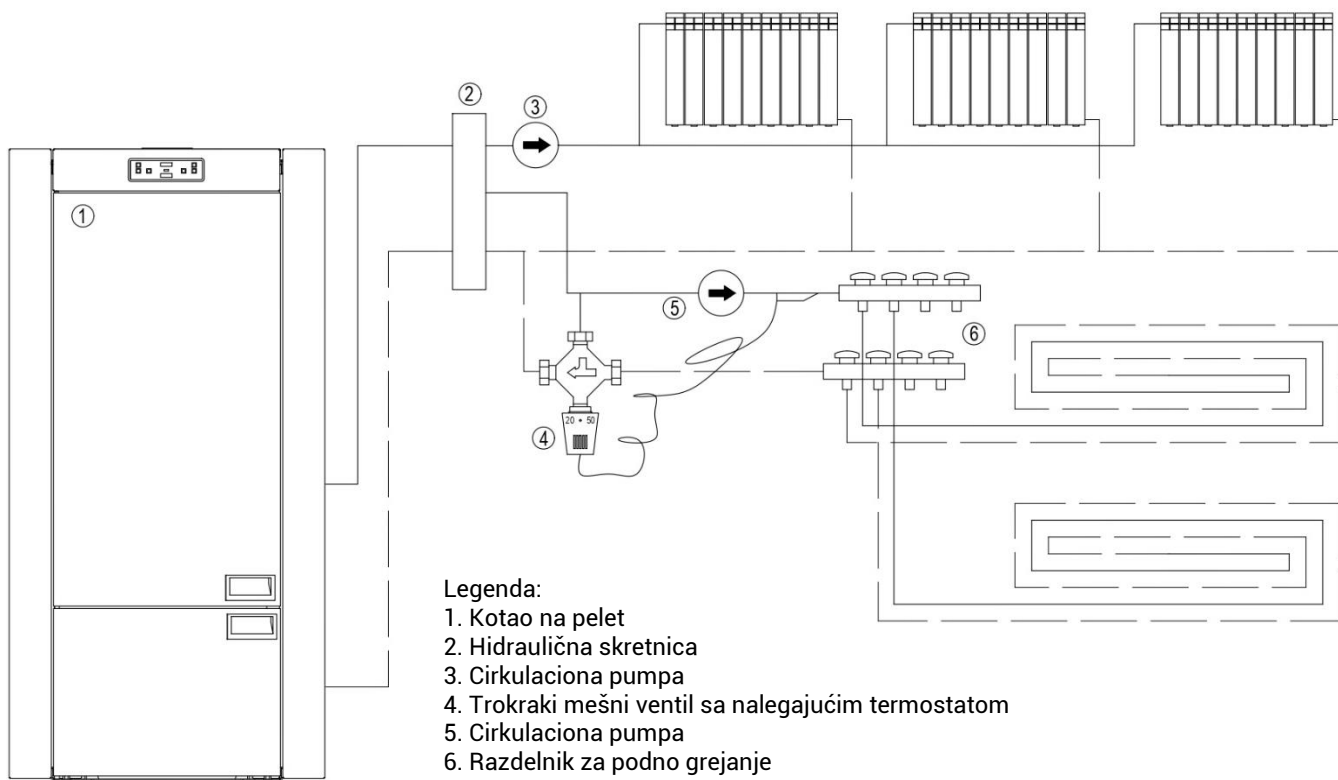 ②
③
①
⑤
⑥
20 • 50
④
Legenda:
1. Kotao na pelet
2. Hidraulična skretnica
3. Cirkulaciona pumpa
4. Trokraki mešni ventil sa nalegajućim termostatom
5. Cirkulaciona pumpa
6. Razdelnik za podno grejanje